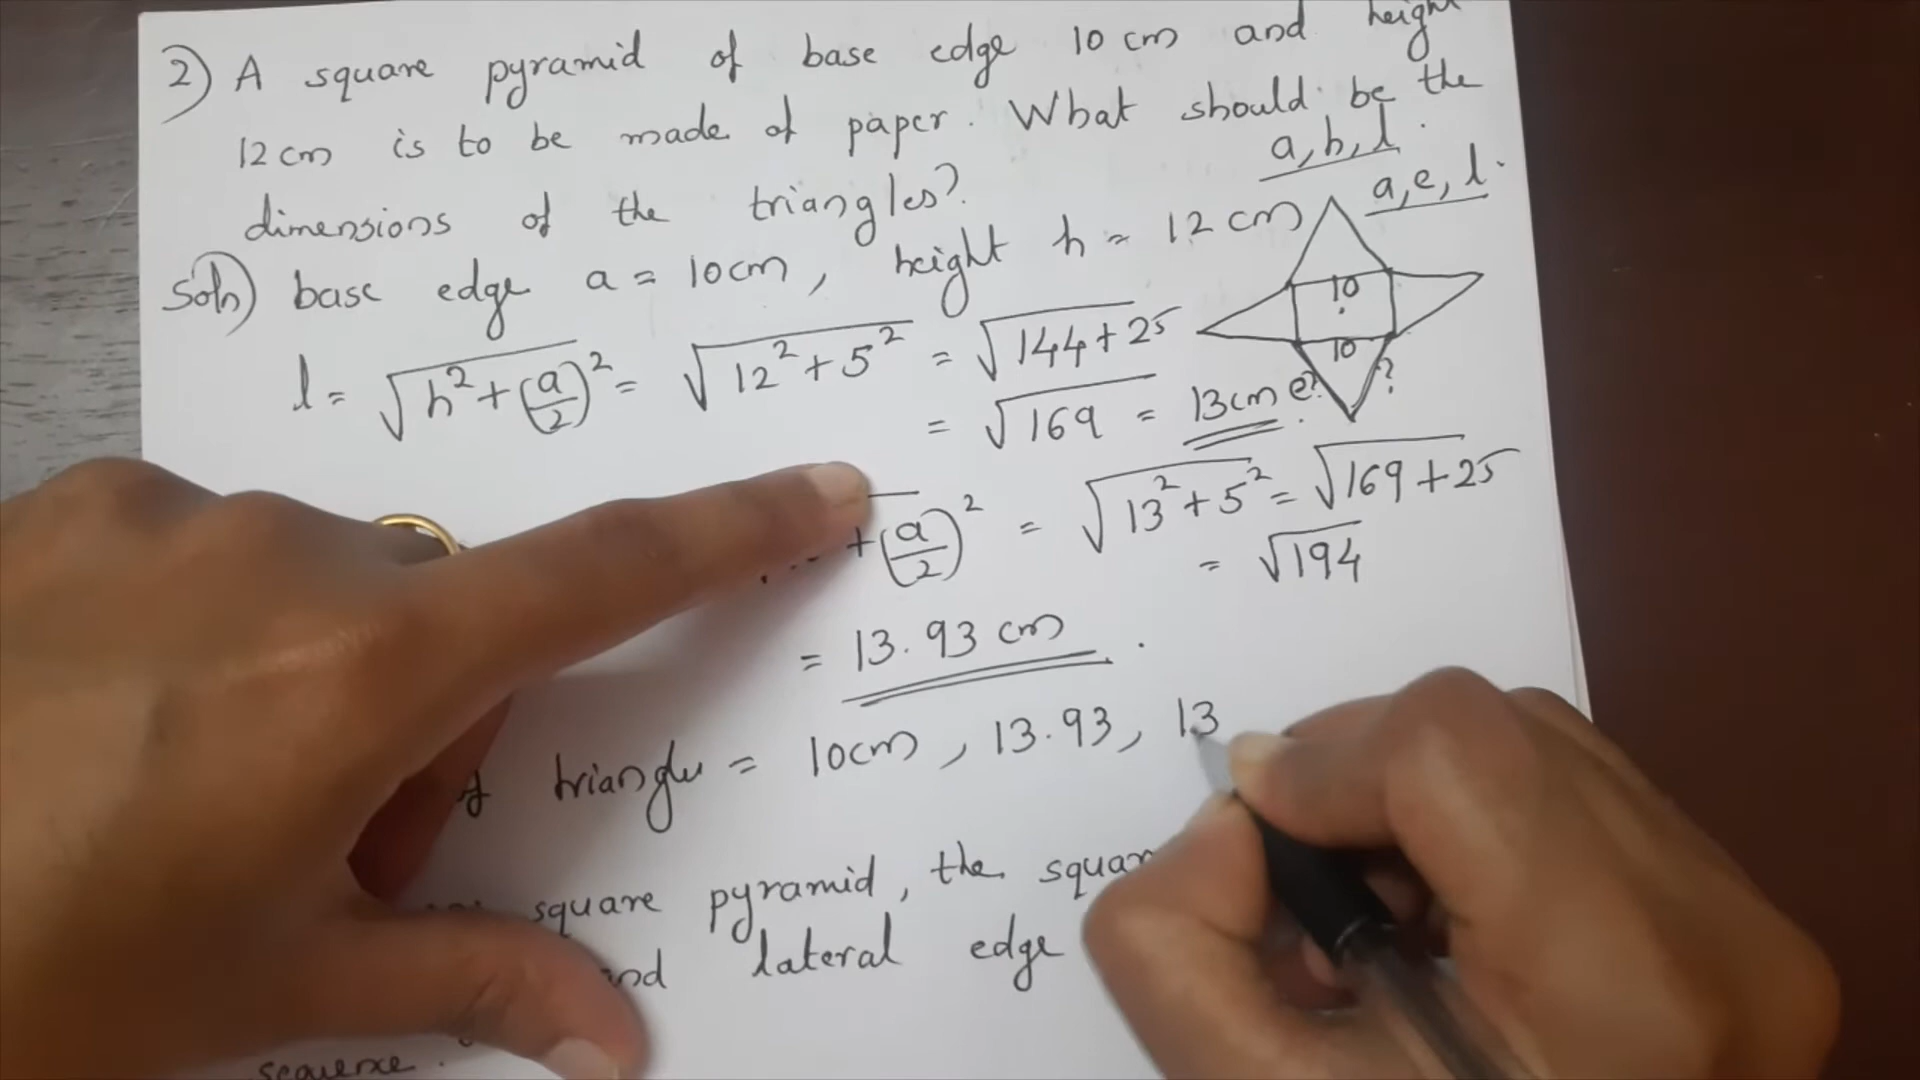 2) A square pyramid of base edge 10 cm and height
12 cm is to be made of paper. What should be the
dimensions of the triangles?
a, h, l.
a, e, l.
Soln) base edge a = 10cm, height h = 12 cm
10
10
?
e?
l = √h² + (a/2)² = √12² + 5² = √144 + 25
= √169 = 13cm
+ (a/2)² = √13² + 5² = √169 + 25
= √194
= 13.93 cm
of triangle = 10cm, 13.93, 13
square pyramid, the
lateral edge
sequence.